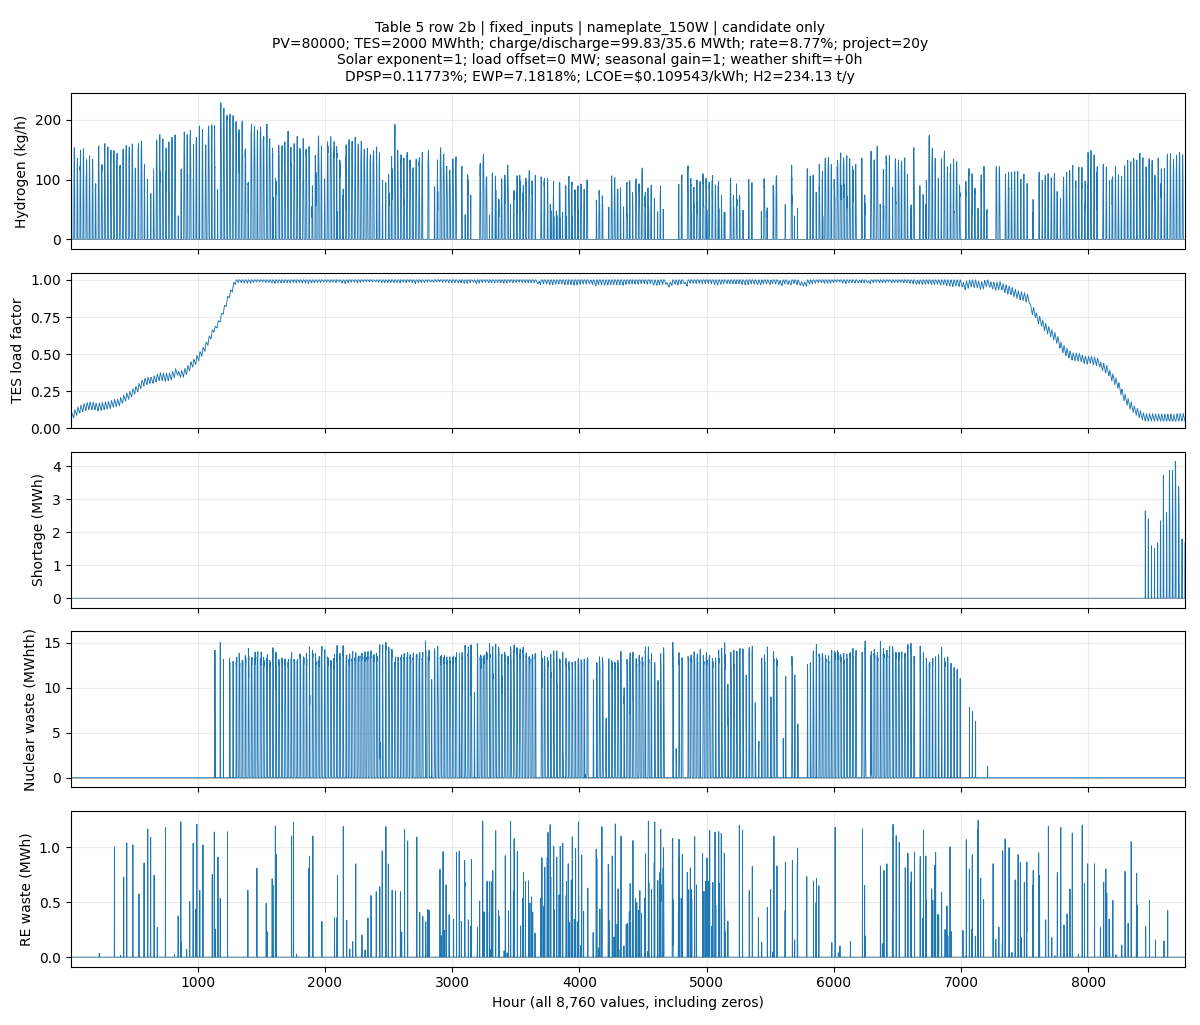 Table 5 row 2b | fixed_inputs | nameplate_150W | candidate only
PV=80000; TES=2000 MWhth; charge/discharge=99.83/35.6 MWth; rate=8.77%; project=20y
Solar exponent=1; load offset=0 MW; seasonal gain=1; weather shift=+0h
DPSP=0.11773%; EWP=7.1818%; LCOE=$0.109543/kWh; H2=234.13 t/y
Hydrogen (kg/h)
200
100
0
TES load factor
1.00
0.75
0.50
0.25
0.00
Shortage (MWh)
4
3
2
1
0
Nuclear waste (MWhth)
15
10
5
0
RE waste (MWh)
1.0
0.5
0.0
1000 2000 3000 4000 5000 6000 7000 8000
Hour (all 8,760 values, including zeros)